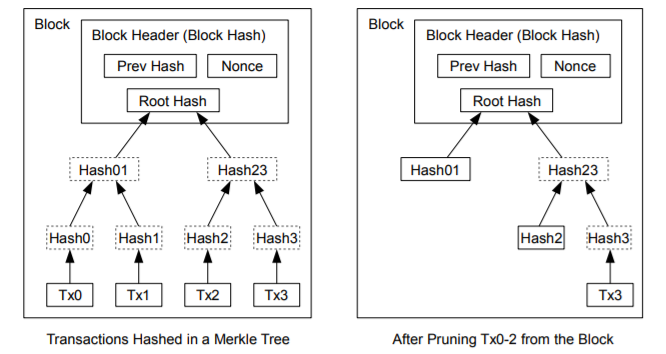 Block
Block Header (Block Hash)
Prev Hash
Nonce
Root Hash
Hash01
Hash23
Hash0
Hash1
Hash2
Hash3
Tx0
Tx1
Tx2
Tx3
Transactions Hashed in a Merkle Tree
Block
Block Header (Block Hash)
Prev Hash
Nonce
Root Hash
Hash01
Hash23
Hash2
Hash3
Tx3
After Pruning Tx0-2 from the Block